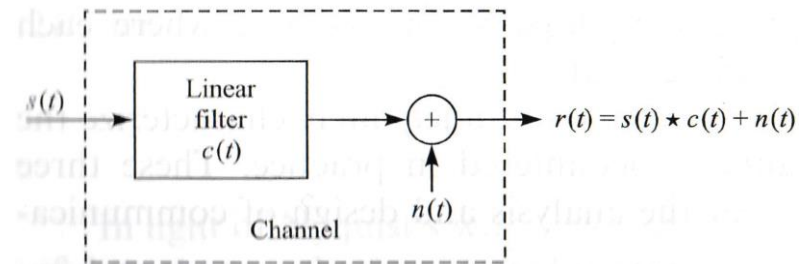 s(t)
Linear
filter
c(t)
+
r(t) = s(t) ★ c(t) + n(t)
n(t)
Channel